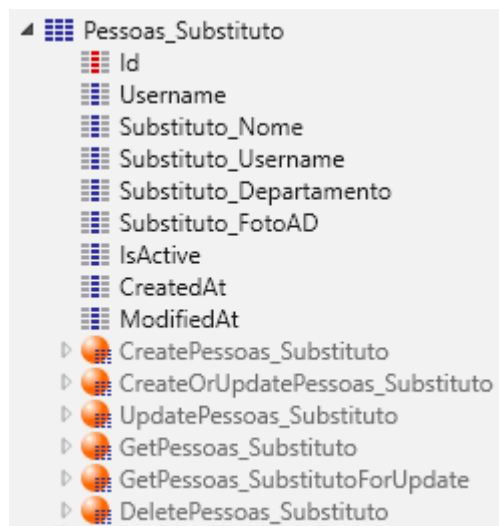 Pessoas_Substituto
Id
Username
Substituto_Nome
Substituto_Username
Substituto_Departamento
Substituto_FotoAD
IsActive
CreatedAt
ModifiedAt
CreatePessoas_Substituto
CreateOrUpdatePessoas_Substituto
UpdatePessoas_Substituto
GetPessoas_Substituto
GetPessoas_SubstitutoForUpdate
DeletePessoas_Substituto